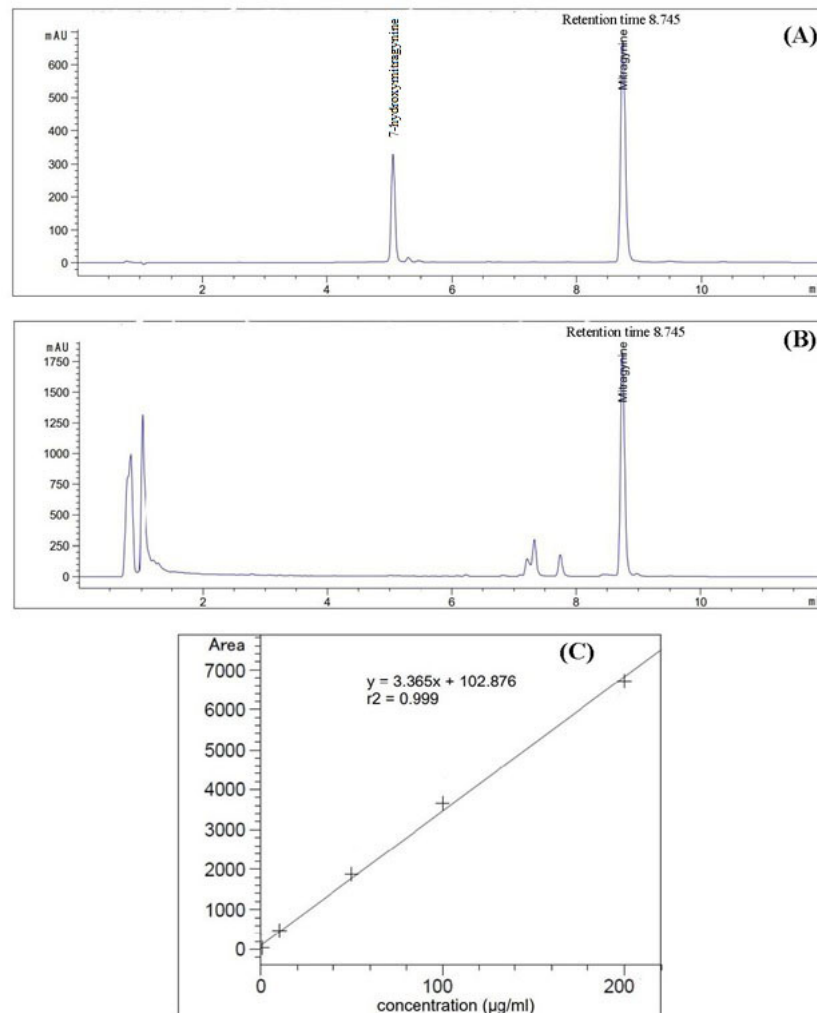 Retention time 8.745
(A)
mAU
7-hydroxymitragynine
Mitragynine
600
500
400
300
200
100
0
2 4 6 8 10 m
Retention time 8.745
(B)
mAU
Mitragynine
1750
1500
1250
1000
750
500
250
0
2 4 6 8 10 m
Area
(C)
y = 3.365x + 102.876
r2 = 0.999
7000
6000
5000
4000
3000
2000
1000
0
0 100 200
concentration (µg/ml)